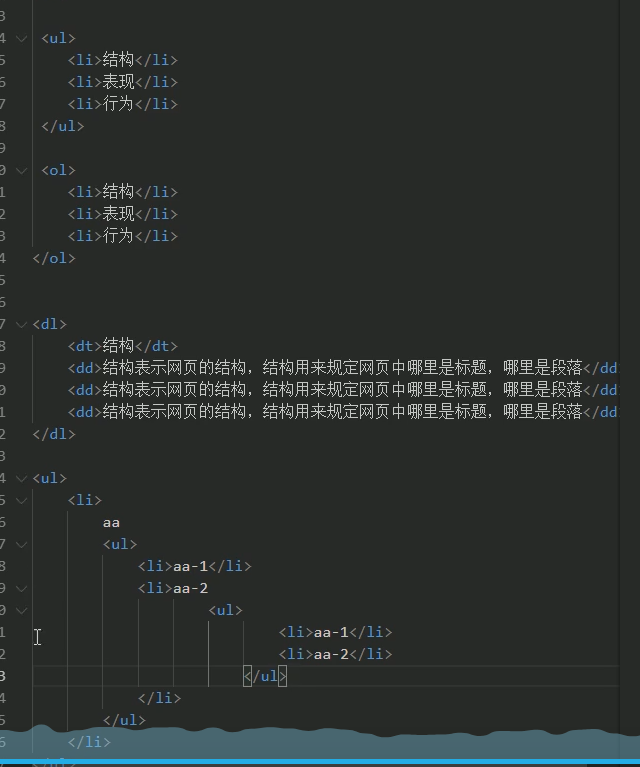 3
4 <ul>
5 <li>结构</li>
6 <li>表现</li>
7 <li>行为</li>
8 </ul>
9
0 <ol>
1 <li>结构</li>
2 <li>表现</li>
3 <li>行为</li>
4 </ol>
5
6
7 <dl>
8 <dt>结构</dt>
9 <dd>结构表示网页的结构，结构用来规定网页中哪里是标题，哪里是段落</dd
0 <dd>结构表示网页的结构，结构用来规定网页中哪里是标题，哪里是段落</dd
1 <dd>结构表示网页的结构，结构用来规定网页中哪里是标题，哪里是段落</dd
2 </dl>
3
4 <ul>
5 <li>
6 aa
7 <ul>
8 <li>aa-1</li>
9 <li>aa-2
0 <ul>
1 <li>aa-1</li>
2 <li>aa-2</li>
3 </ul>
4 </li>
5 </ul>
6 </li>
</ul>